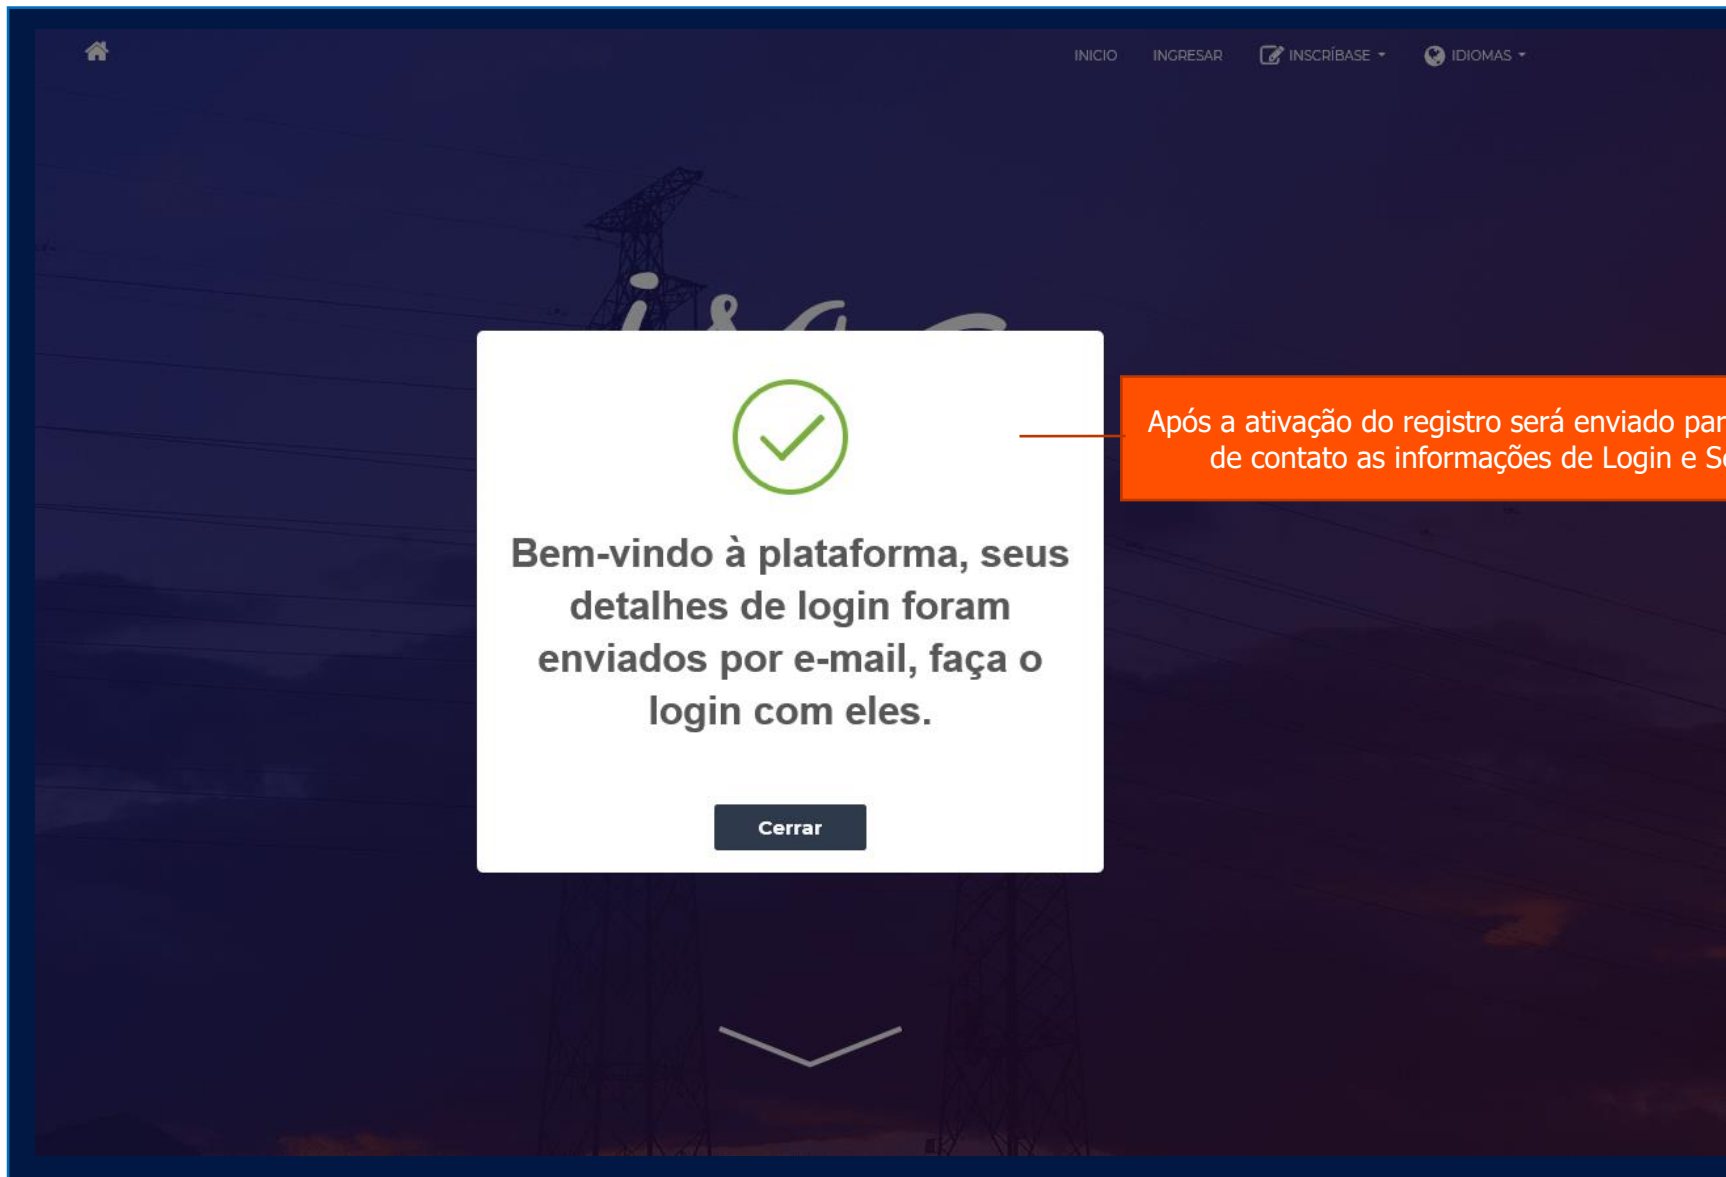 INICIO INGRESAR INSCRÍBASE IDIOMAS
Após a ativação do registro será enviado
de contato as informações de Login e
Bem-vindo à plataforma, seus
detalhes de login foram
enviados por e-mail, faça o
login com eles.
Cerrar